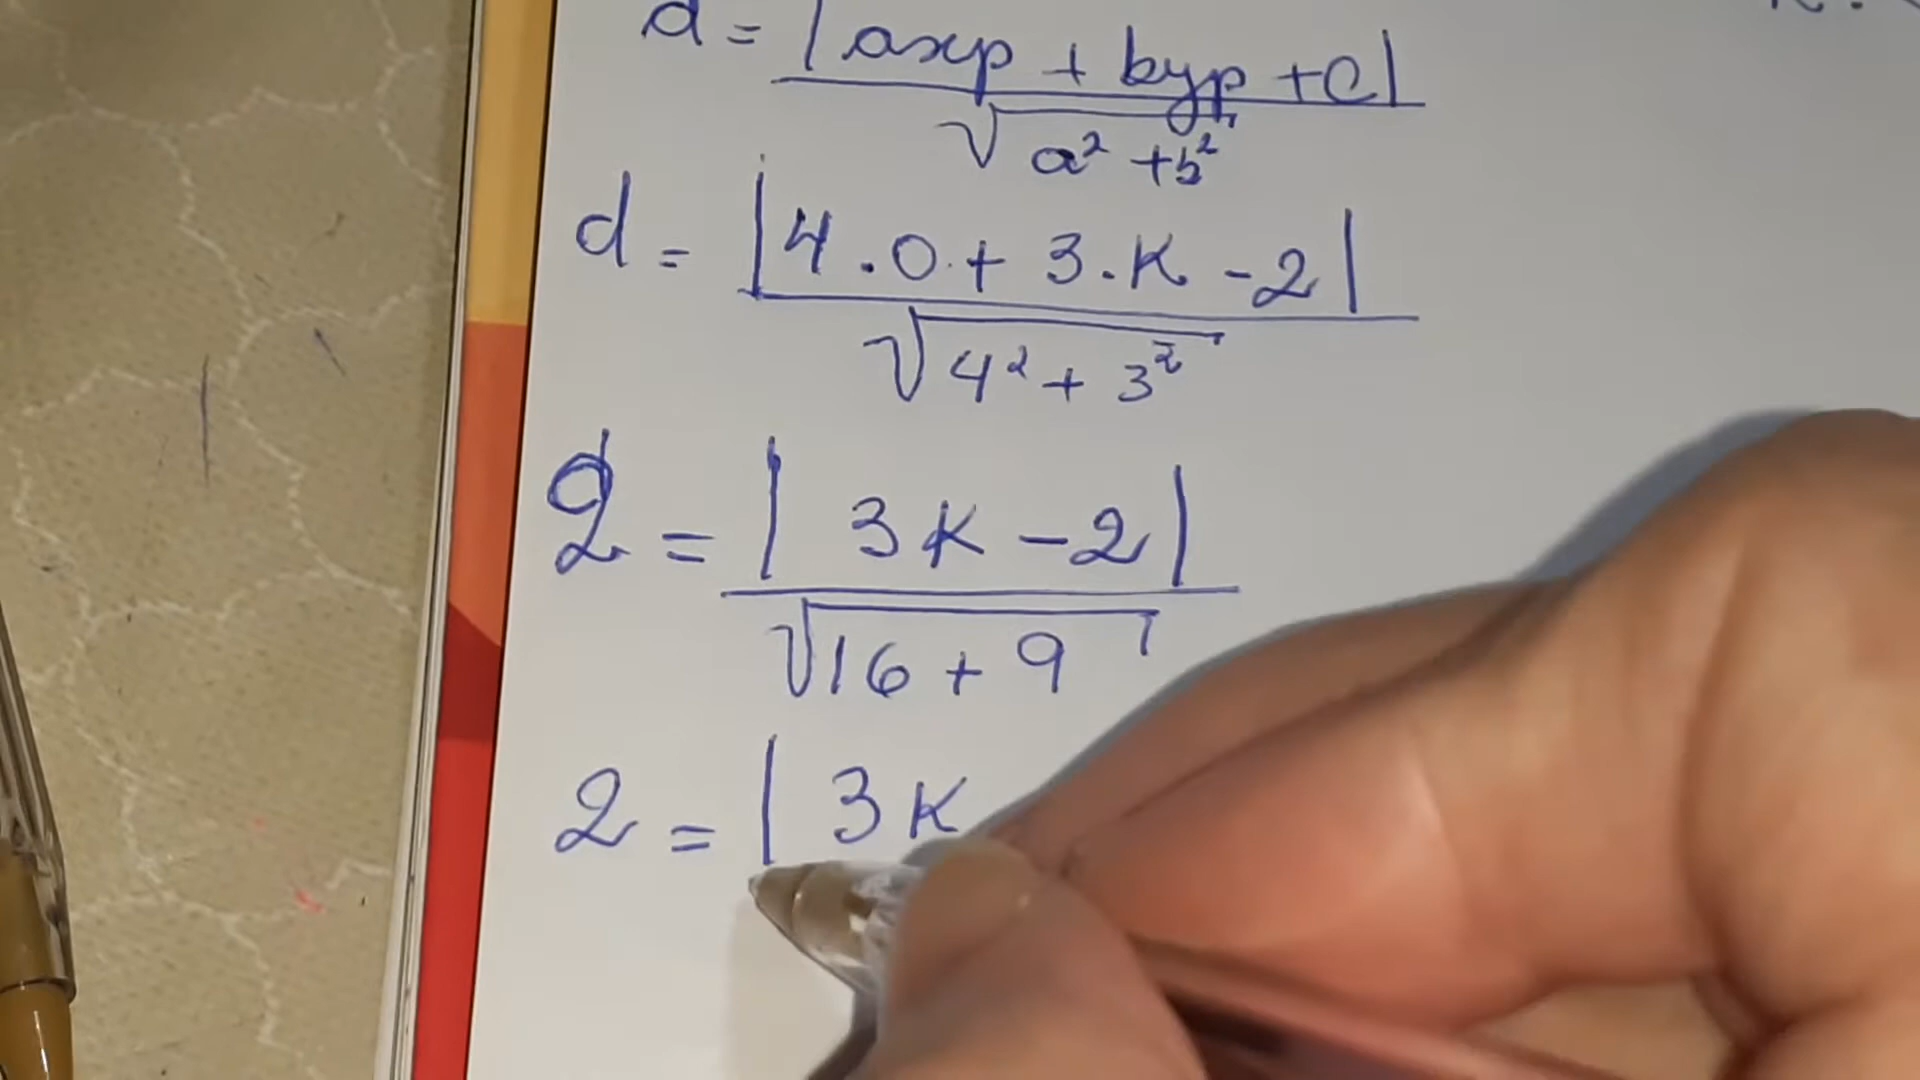 d = |axp + byp + c|
√a² + b²
d = |4.0 + 3.K - 2|
√4² + 3²
2 = | 3K - 2|
√16 + 9
2 = | 3K